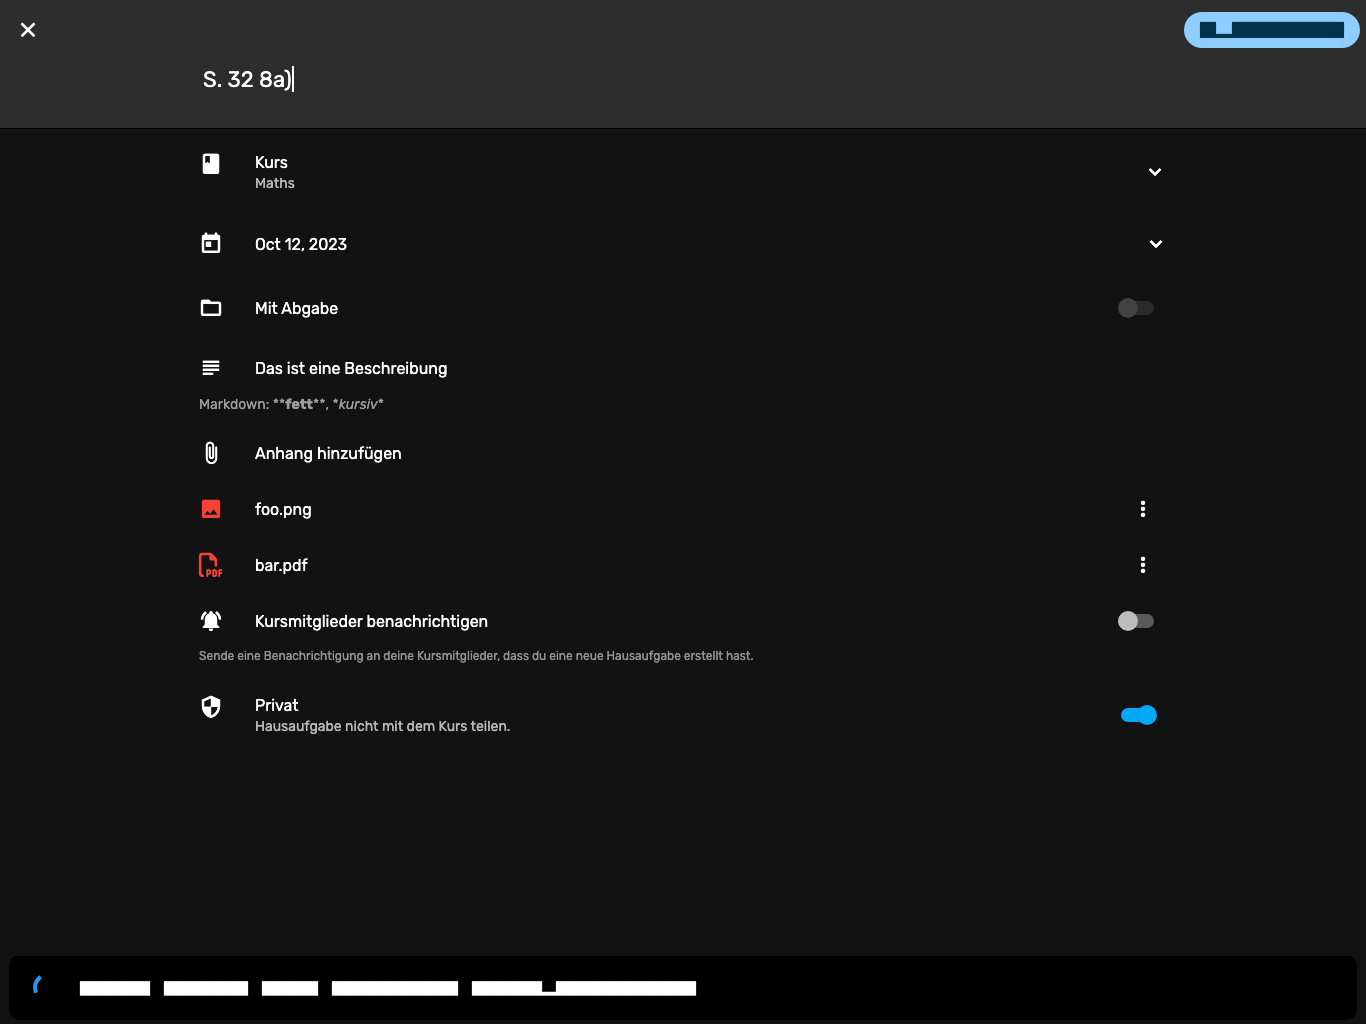 S. 32 8a)
Kurs
Maths
Oct 12, 2023
Mit Abgabe
Das ist eine Beschreibung
Markdown: **fett**, *kursiv*
Anhang hinzufügen
foo.png
bar.pdf
Kursmitglieder benachrichtigen
Sende eine Benachrichtigung an deine Kursmitglieder, dass du eine neue Hausaufgabe erstellt hast.
Privat
Hausaufgabe nicht mit dem Kurs teilen.